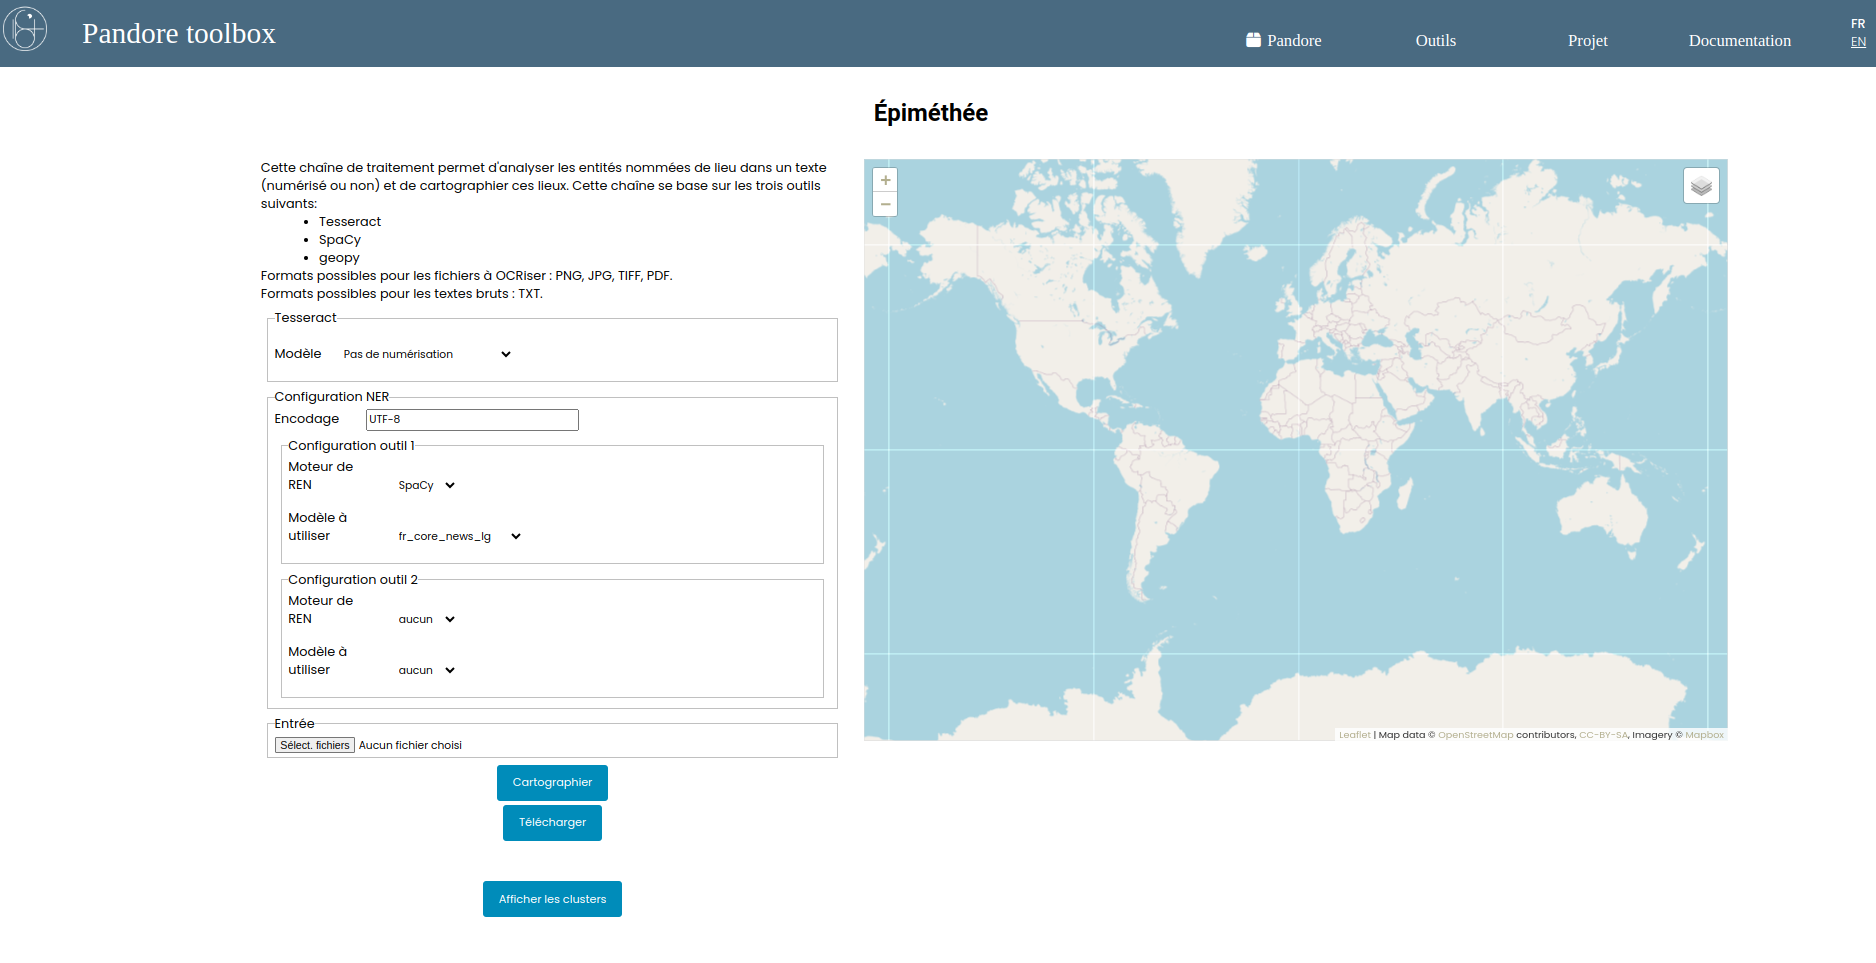 Pandore toolbox
Pandore
Outils
Projet
Documentation
FR
EN
Épiméthée
Cette chaîne de traitement permet d'analyser les entités nommées de lieu dans un texte
(numérisé ou non) et de cartographier ces lieux. Cette chaîne se base sur les trois outils
suivants:
• Tesseract
• SpaCy
• geopy
Formats possibles pour les fichiers à OCRiser : PNG, JPG, TIFF, PDF.
Formats possibles pour les textes bruts : TXT.
Tesseract
Modèle Pas de numérisation
Configuration NER
Encodage UTF-8
Configuration outil 1
Moteur de
REN SpaCy
Modèle à
utiliser fr_core_news_lg
Configuration outil 2
Moteur de
REN aucun
Modèle à
utiliser aucun
Entrée
Sélect. fichiers Aucun fichier choisi
Cartographier
Télécharger
Afficher les clusters
+
−
Leaflet | Map data © OpenStreetMap contributors, CC-BY-SA, Imagery © Mapbox